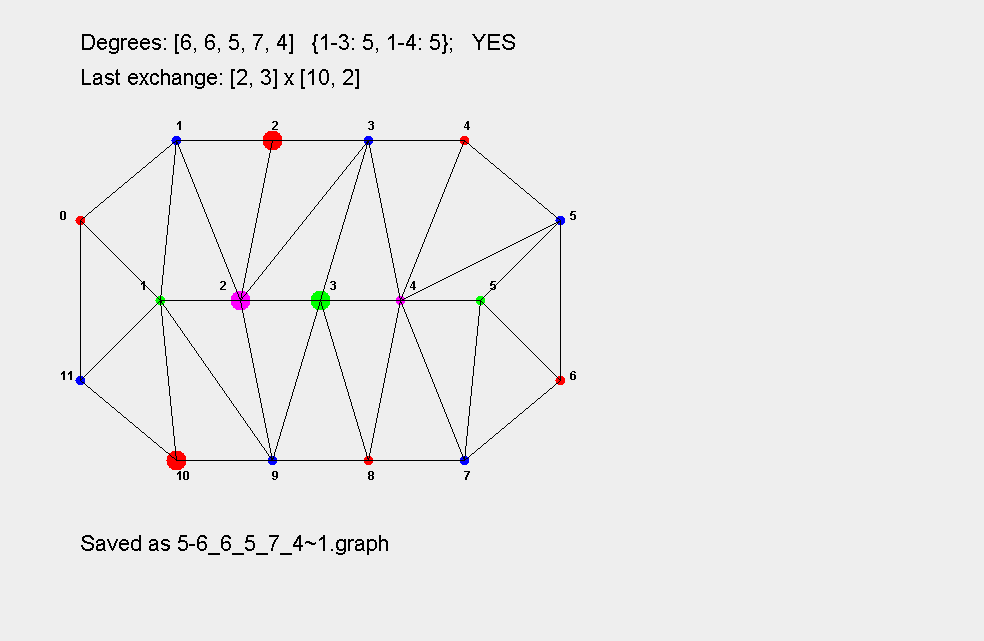 Degrees: [6, 6, 5, 7, 4] {1-3: 5, 1-4: 5}; YES
Last exchange: [2, 3] x [10, 2]
1 2 3 4
0 5
1 2 3 4 5
11 6
10 9 8 7
Saved as 5-6_6_5_7_4~1.graph